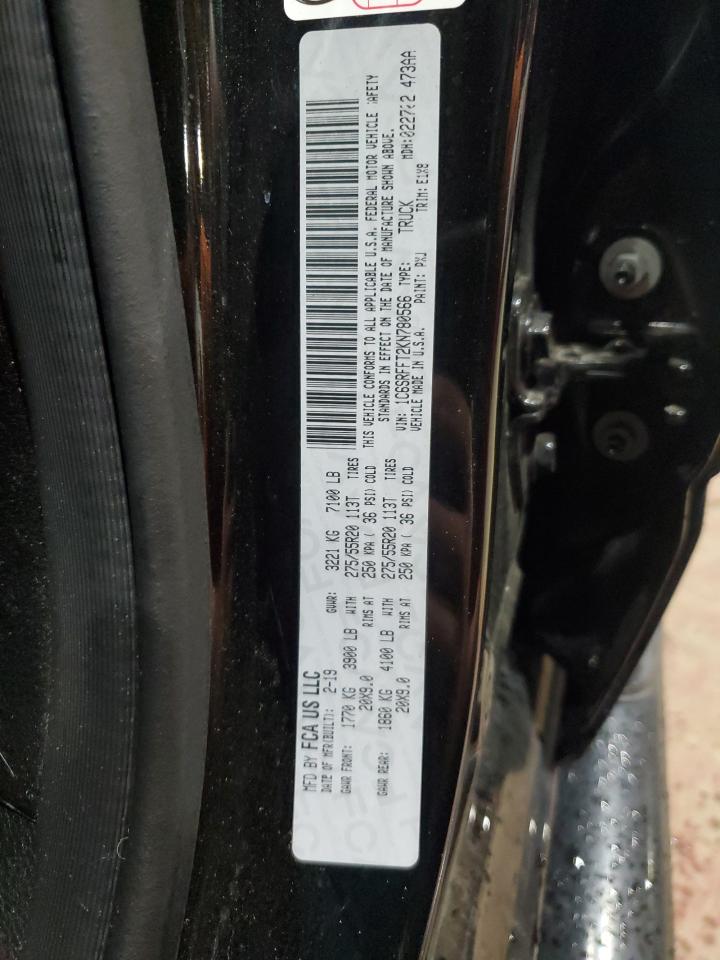 MFD BY FCA US LLC
DATE OF MFR(BUILT): 2-19 GVWR: 3221 KG 7100 LB
GAWR FRONT: 1770 KG 3900 LB WITH 275/55R20 113T TIRES
20X9.0 RIMS AT 250 KPA ( 36 PSI) COLD
GAWR REAR: 1860 KG 4100 LB WITH 275/55R20 113T TIRES
20X9.0 RIMS AT 250 KPA ( 36 PSI) COLD
THIS VEHICLE CONFORMS TO ALL APPLICABLE U.S.A. FEDERAL MOTOR VEHICLE SAFETY
STANDARDS IN EFFECT ON THE DATE OF MANUFACTURE SHOWN ABOVE.
VIN: 1C6SRFFT2KN780566 TYPE: TRUCK MDH: 473AA
VEHICLE MADE IN U.S.A. PAINT: PXJ TRIM: E1X8